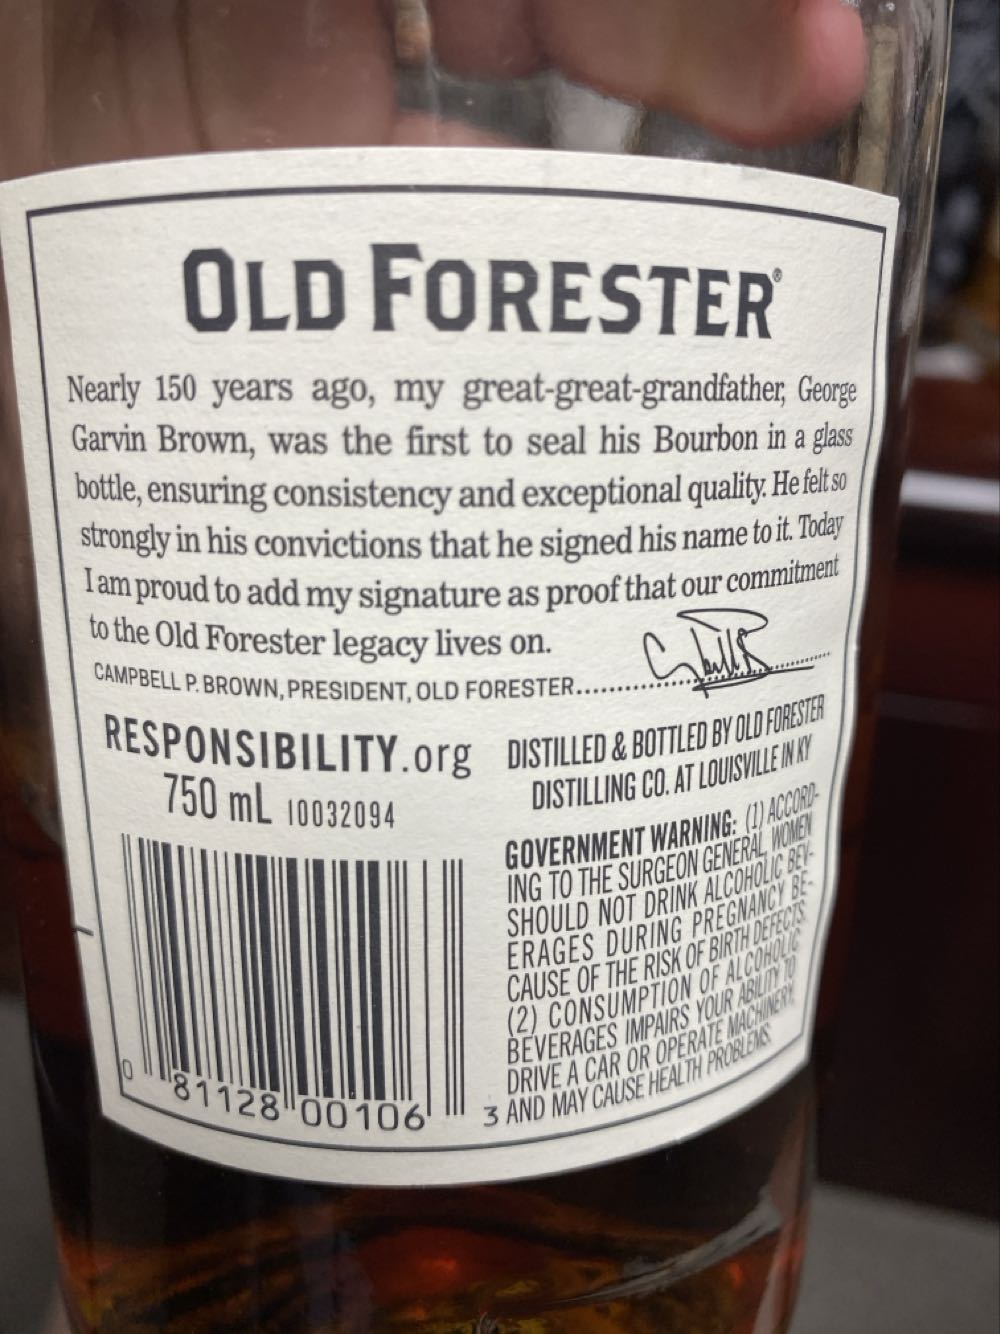 OLD FORESTER®
Nearly 150 years ago, my great-great-grandfather, George
Garvin Brown, was the first to seal his Bourbon in a glass
bottle, ensuring consistency and exceptional quality. He felt so
strongly in his convictions that he signed his name to it. Today
I am proud to add my signature as proof that our commitment
to the Old Forester legacy lives on.
CAMPBELL P. BROWN, PRESIDENT, OLD FORESTER
RESPONSIBILITY.org
750 mL 10032094
DISTILLED & BOTTLED BY OLD FORESTER
DISTILLING CO. AT LOUISVILLE IN KY
GOVERNMENT WARNING: (1) ACCORD-
ING TO THE SURGEON GENERAL, WOMEN
SHOULD NOT DRINK ALCOHOLIC BEV-
ERAGES DURING PREGNANCY BE-
CAUSE OF THE RISK OF BIRTH DEFECTS.
(2) CONSUMPTION OF ALCOHOLIC
BEVERAGES IMPAIRS YOUR ABILITY TO
DRIVE A CAR OR OPERATE MACHINERY,
AND MAY CAUSE HEALTH PROBLEMS.
0 81128 00106 3